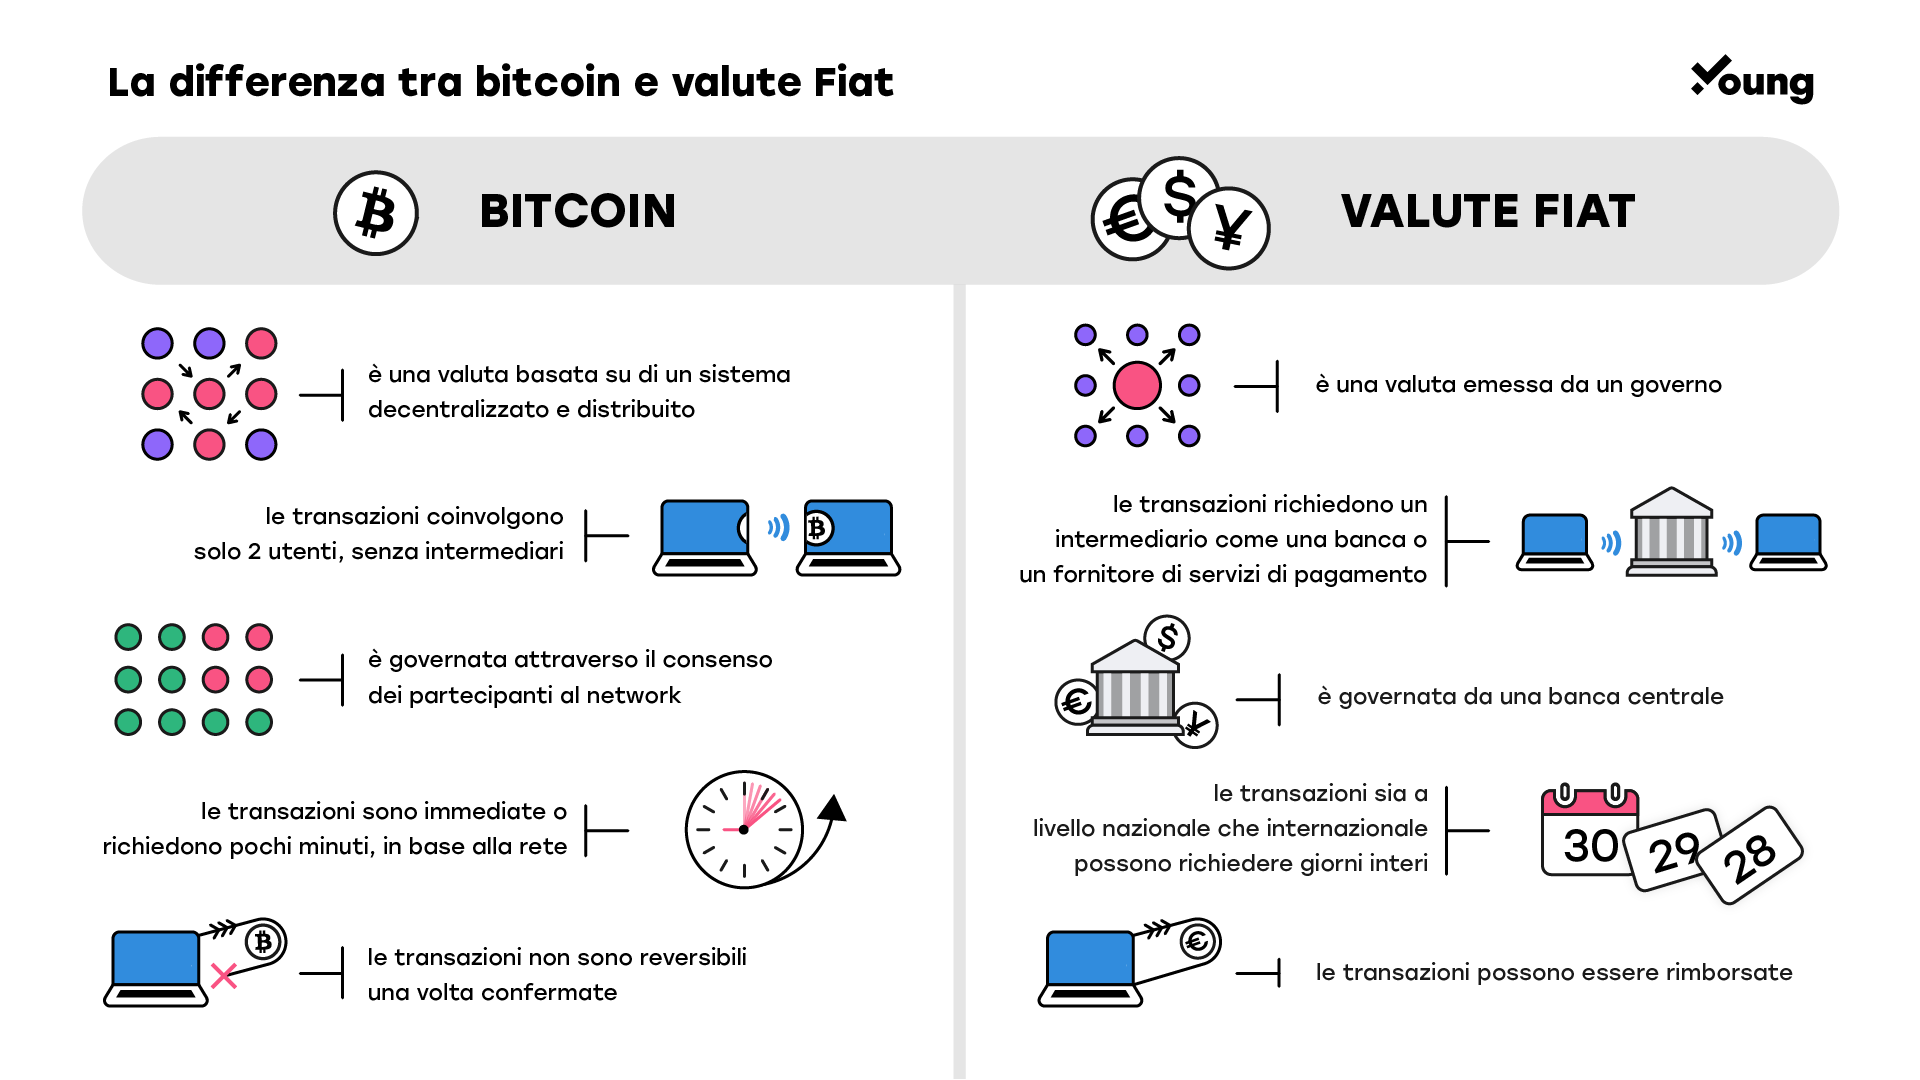 La differenza tra bitcoin e valute Fiat
Young
BITCOIN
€ $ ¥
VALUTE FIAT
è una valuta basata su di un sistema
decentralizzato e distribuito
le transazioni coinvolgono
solo 2 utenti, senza intermediari
è governata attraverso il consenso
dei partecipanti al network
le transazioni sono immediate o
richiedono pochi minuti, in base alla rete
le transazioni non sono reversibili
una volta confermate
è una valuta emessa da un governo
le transazioni richiedono un
intermediario come una banca o
un fornitore di servizi di pagamento
$
€
¥
è governata da una banca centrale
le transazioni sia a
livello nazionale che internazionale
possono richiedere giorni interi
30 29 28
€
le transazioni possono essere rimborsate